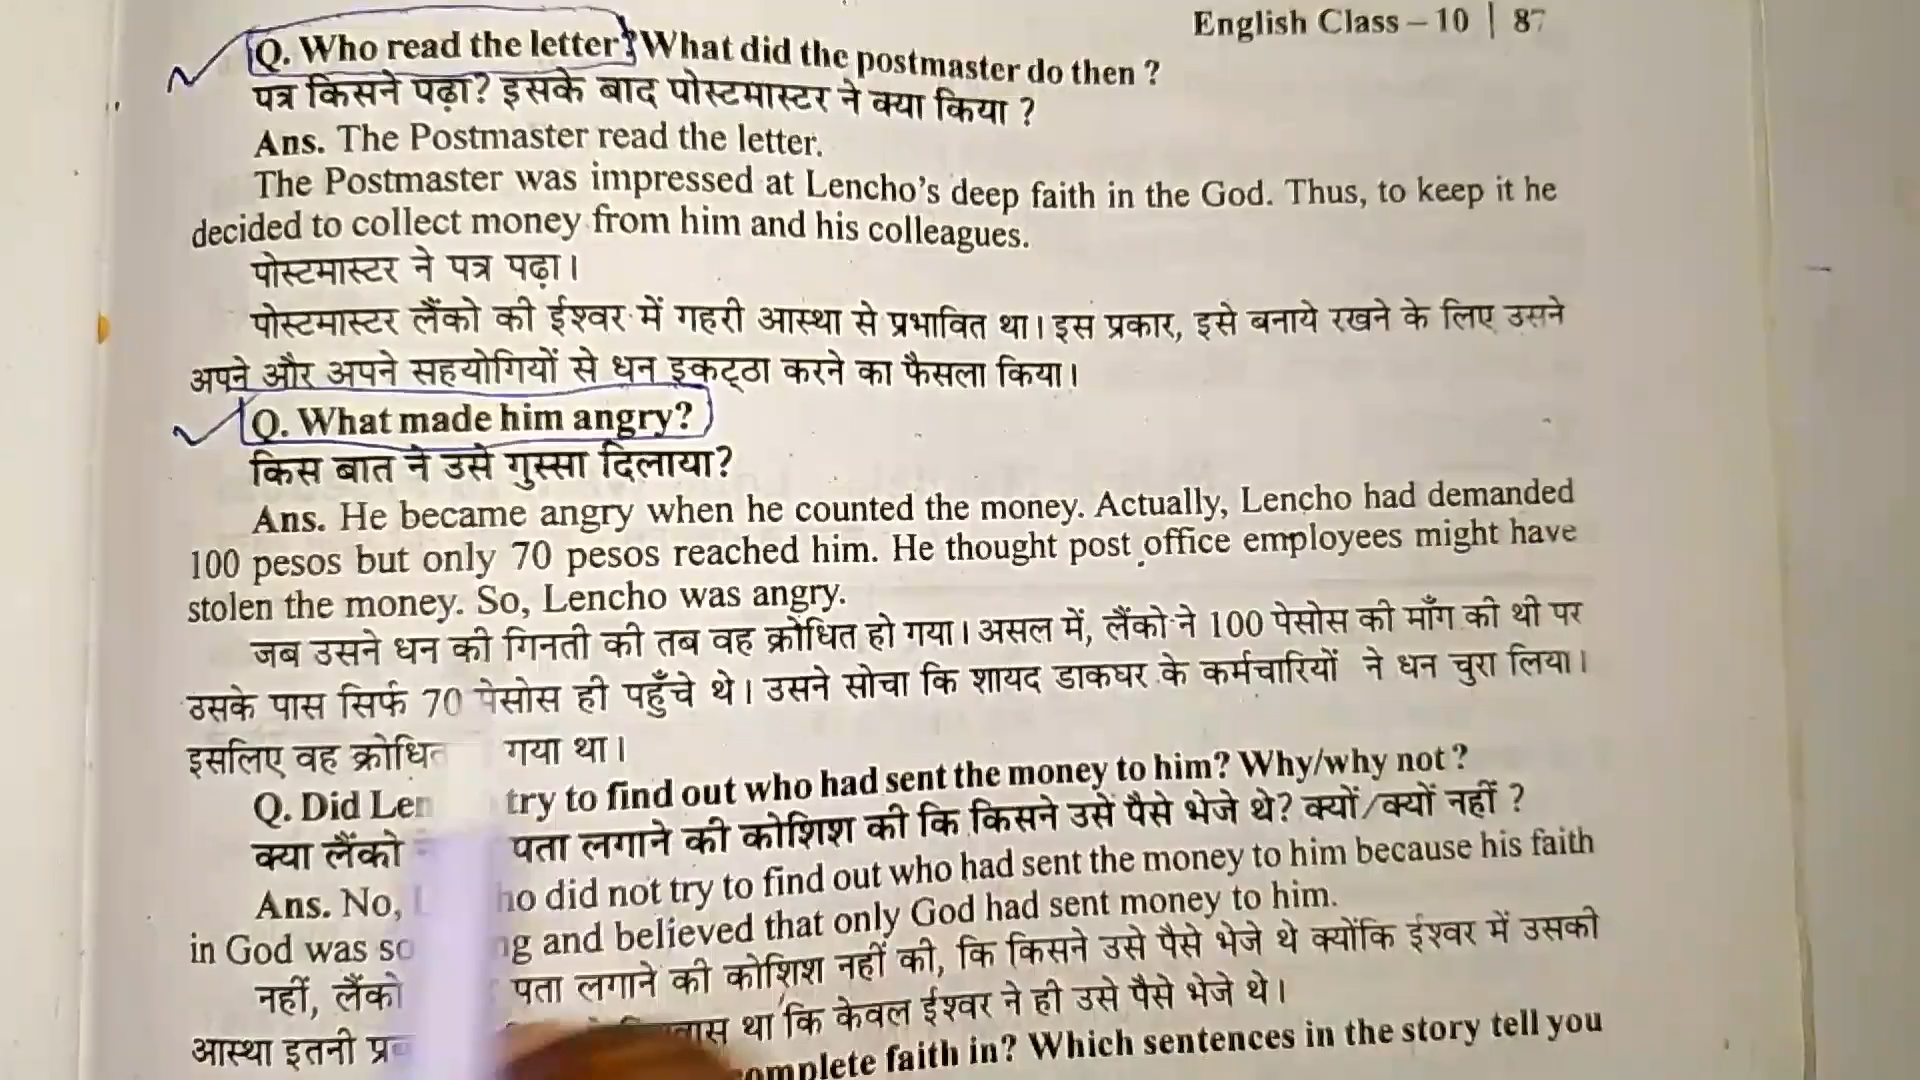 English Class – 10 | 87
Q. Who read the letter? What did the postmaster do then ?
पत्र किसने पढ़ा? इसके बाद पोस्टमास्टर ने क्या किया ?
Ans. The Postmaster read the letter.
The Postmaster was impressed at Lencho's deep faith in the God. Thus, to keep it he
decided to collect money from him and his colleagues.
पोस्टमास्टर ने पत्र पढ़ा।
पोस्टमास्टर लैंको की ईश्वर में गहरी आस्था से प्रभावित था। इस प्रकार, इसे बनाये रखने के लिए उसने
अपने और अपने सहयोगियों से धन इकट्ठा करने का फैसला किया।
Q. What made him angry?
किस बात ने उसे गुस्सा दिलाया?
Ans. He became angry when he counted the money. Actually, Lencho had demanded
100 pesos but only 70 pesos reached him. He thought post office employees might have
stolen the money. So, Lencho was angry.
जब उसने धन की गिनती की तब वह क्रोधित हो गया। असल में, लैंको ने 100 पेसोस की माँग की थी पर
उसके पास सिर्फ 70 पेसोस ही पहुँचे थे। उसने सोचा कि शायद डाकघर के कर्मचारियों ने धन चुरा लिया।
इसलिए वह क्रोधित गया था।
Q. Did try to find out who had sent the money to him? Why/why not ?
क्या लैंको पता लगाने की कोशिश की कि किसने उसे पैसे भेजे थे? क्यों/क्यों नहीं ?
Ans. No, did not try to find out who had sent the money to him because his faith
in God was and believed that only God had sent money to him.
नहीं, लैंको पता लगाने की कोशिश नहीं की, कि किसने उसे पैसे भेजे थे क्योंकि ईश्वर में उसकी
आस्था इतनी था कि केवल ईश्वर ने ही उसे पैसे भेजे थे।
faith in? Which sentences in the story tell you